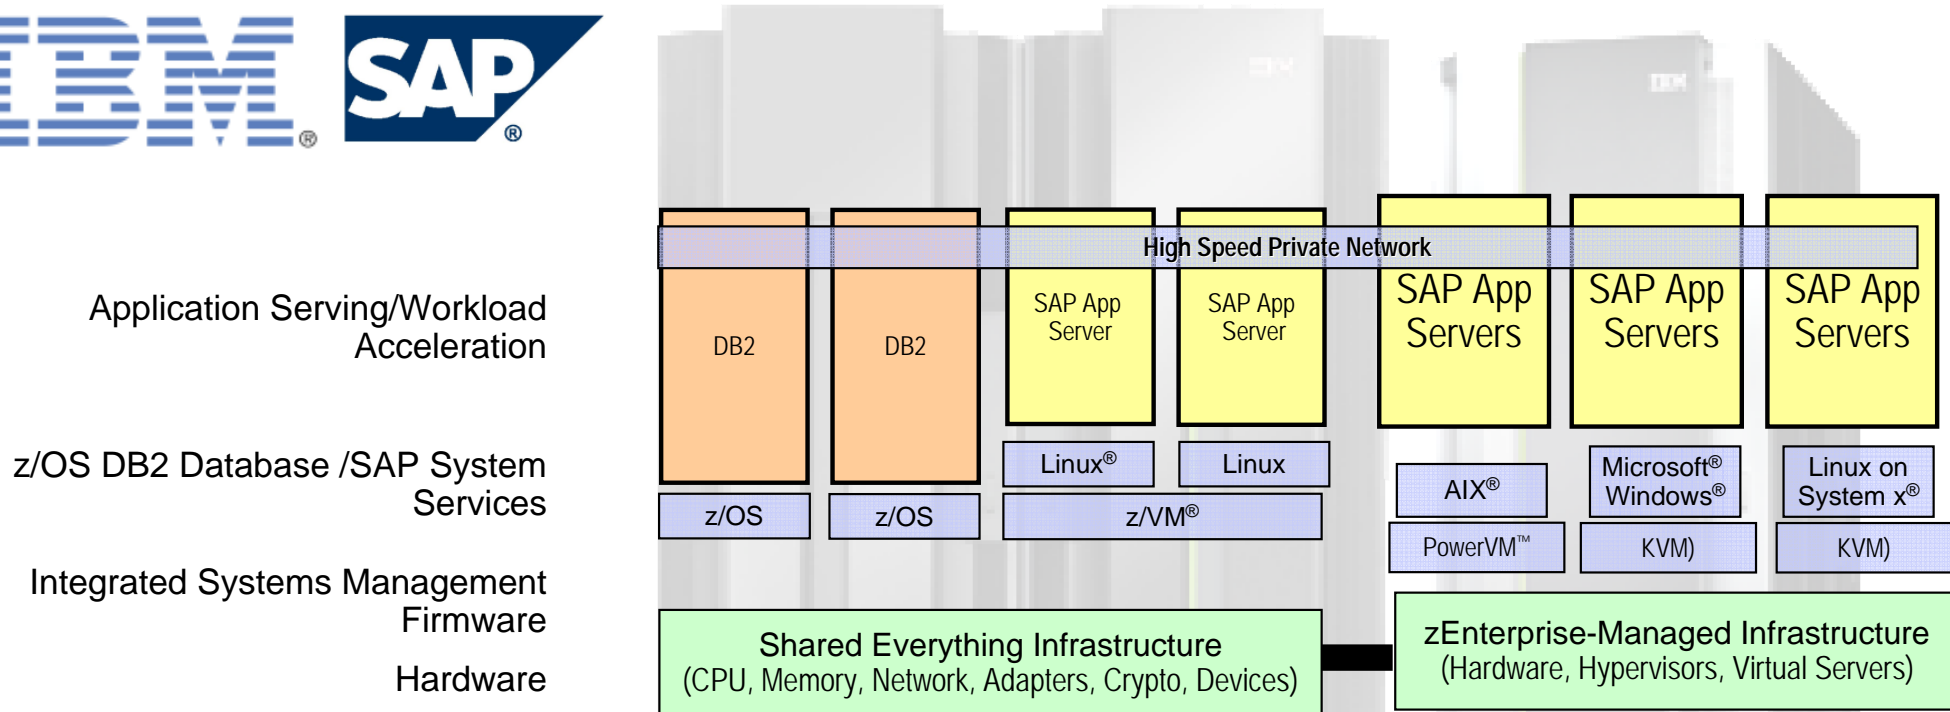 IBM®
SAP®
IBM
IBM
High Speed Private Network
Application Serving/Workload
Acceleration
DB2
DB2
SAP App
Server
SAP App
Server
SAP App
Servers
SAP App
Servers
SAP App
Servers
z/OS DB2 Database /SAP System
Services
Linux®
Linux
AIX®
Microsoft®
Windows®
Linux on
System x®
z/OS
z/OS
z/VM®
PowerVM™
KVM)
KVM)
Integrated Systems Management
Firmware
Hardware
Shared Everything Infrastructure
(CPU, Memory, Network, Adapters, Crypto, Devices)
zEnterprise-Managed Infrastructure
(Hardware, Hypervisors, Virtual Servers)